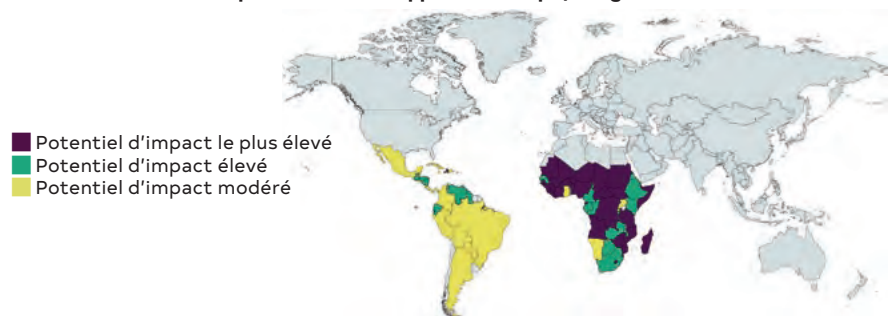 Potentiel d'impact le plus élevé
Potentiel d'impact élevé
Potentiel d'impact modéré